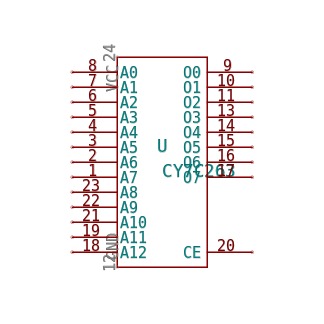 VCC 24
8 A0 O0 9
7 A1 O1 10
6 A2 O2 11
5 A3 O3 13
4 A4 O4 14
3 A5 O5 15
U
2 A6 O6 16
CY7C263
1 A7 O7 17
23 A8
22 A9
21 A10
19 A11
18 A12 CE 20
12 GND